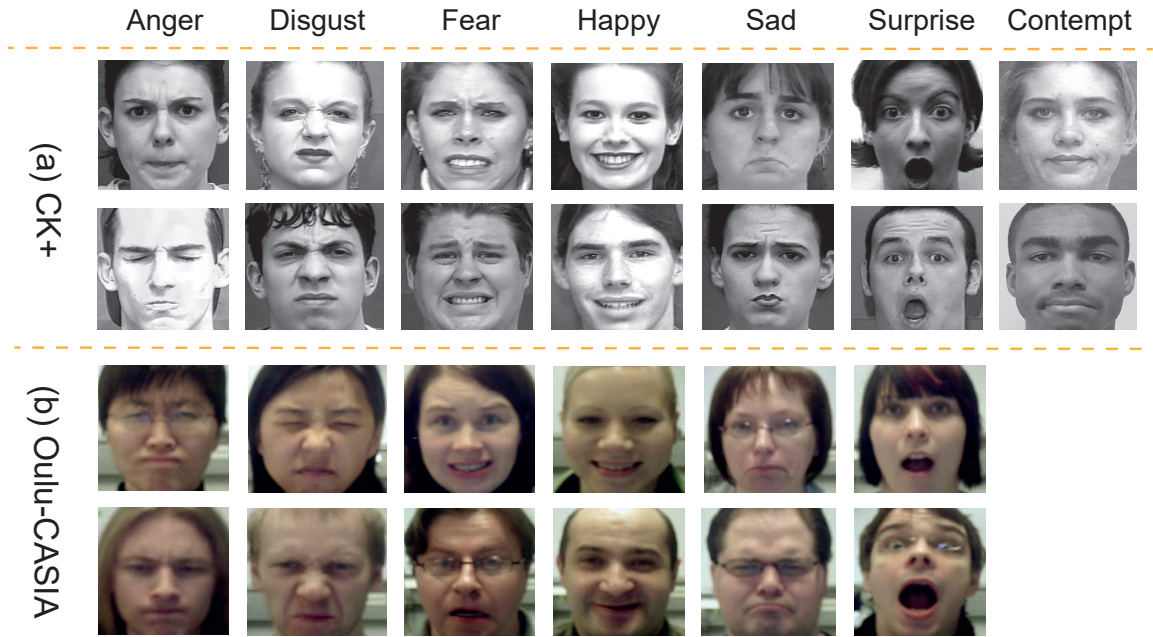 Anger Disgust Fear Happy Sad Surprise Contempt
(a) CK+
(b) Oulu-CASIA